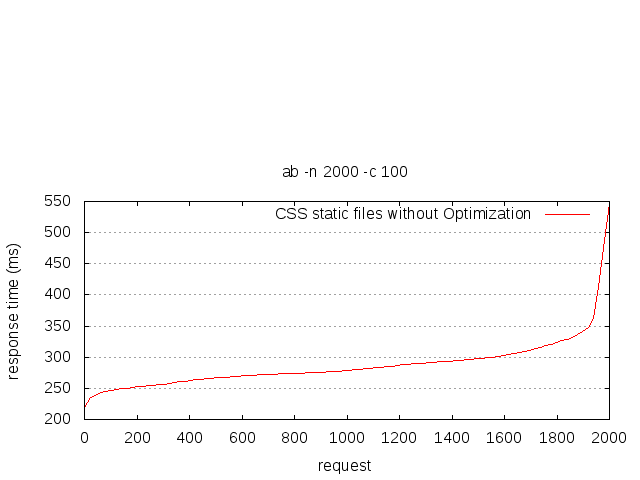 ab -n 2000 -c 100
CSS static files without Optimization
550
500
450
400
350
300
250
200
response time (ms)
0 200 400 600 800 1000 1200 1400 1600 1800 2000
request